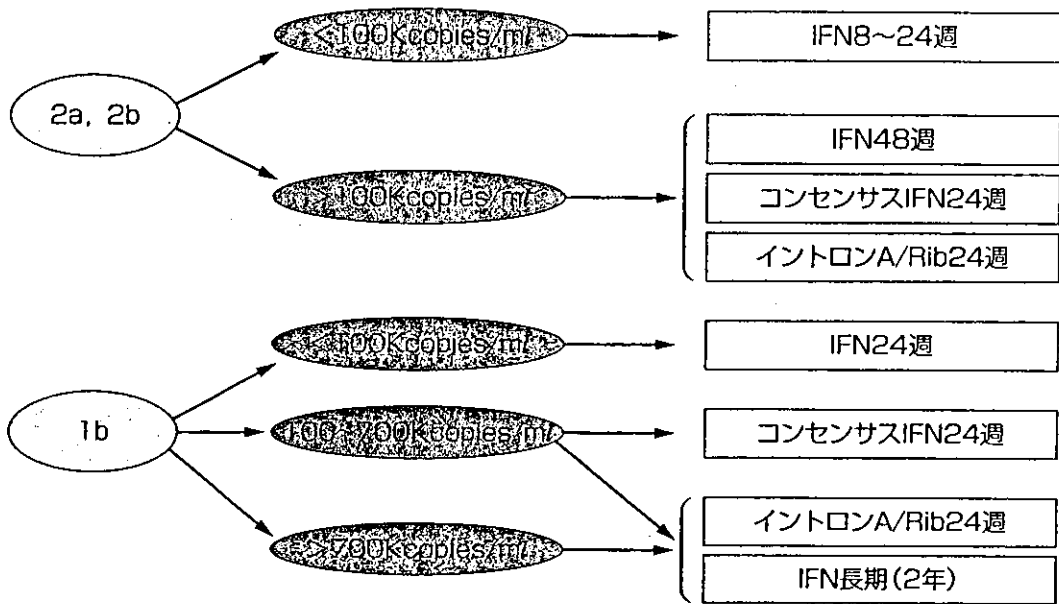 <100Kcopies/ml
IFN8〜24週
2a, 2b
IFN48週
>100Kcopies/ml
コンセンサスIFN24週
イントロンA/Rib24週
<100Kcopies/ml
IFN24週
1b
100~700Kcopies/ml
コンセンサスIFN24週
イントロンA/Rib24週
>700Kcopies/ml
IFN長期(2年)